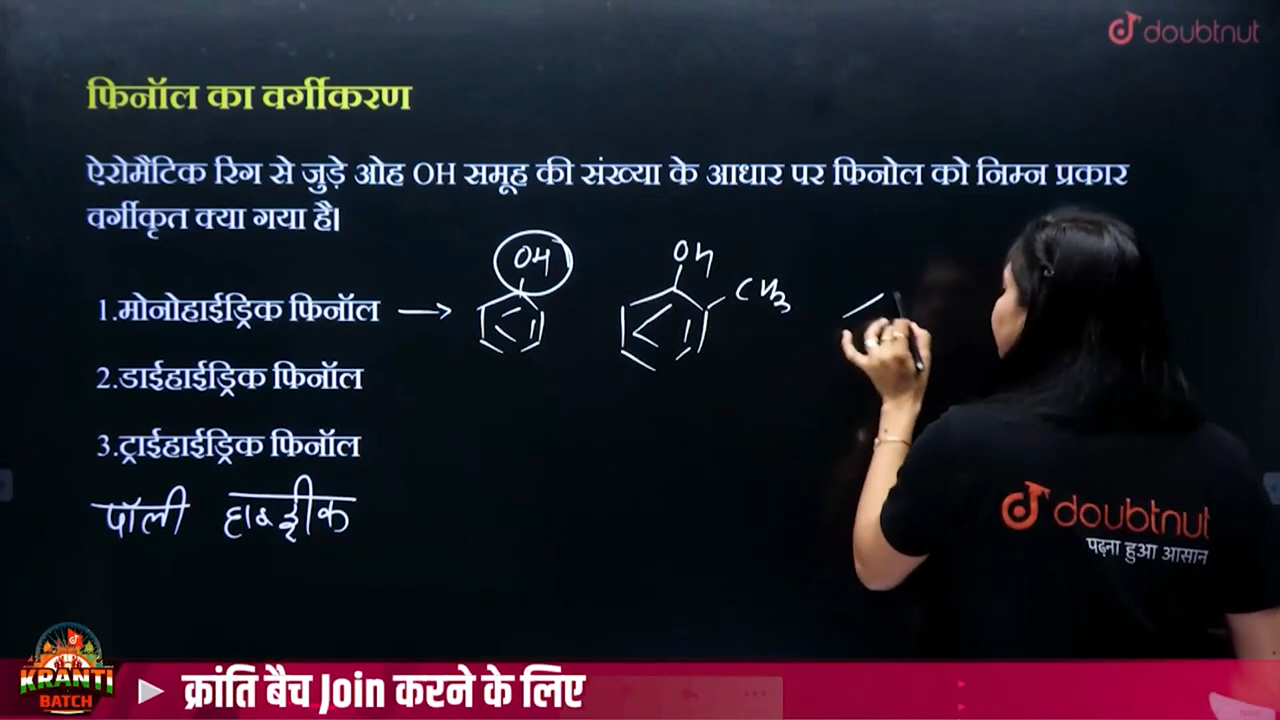 doubtnut
फिनॉल का वर्गीकरण
ऐरोमैटिक रिंग से जुड़े ओह OH समूह की संख्या के आधार पर फिनोल को निम्न प्रकार
वर्गीकृत क्या गया है।
OH
OH
CH3
1.मोनोहाईड्रिक फिनॉल
2.डाईहाईड्रिक फिनॉल
3.ट्राईहाईड्रिक फिनॉल
पॉली
doubtnut
पढ़ना हुआ आसान
KRANTI
BATCH
क्रांति बैच Join करने के लिए